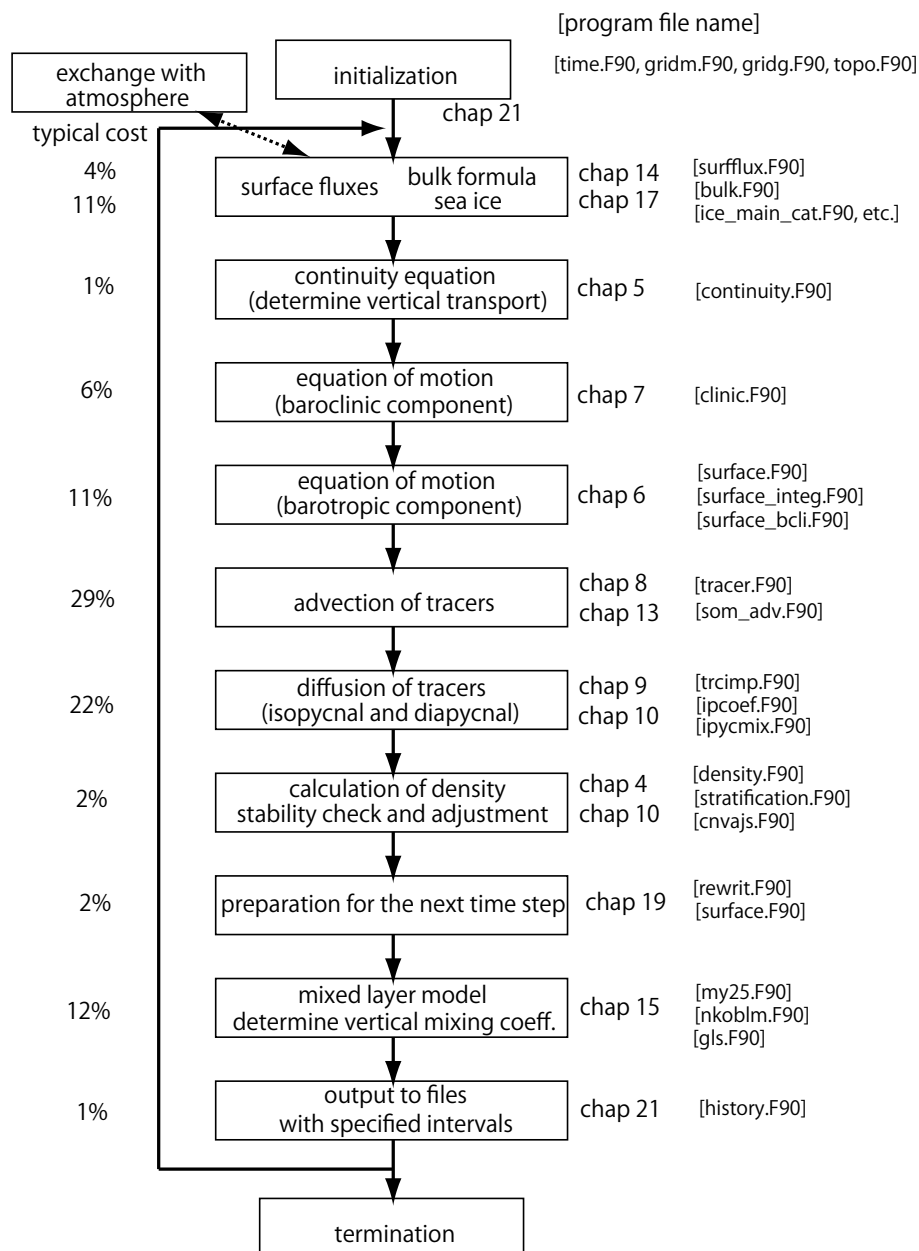 [program file name]
initialization
[time.F90, gridm.F90, gridg.F90, topo.F90]
exchange with
atmosphere
chap 21
typical cost
4%
11%
surface fluxes
bulk formula
sea ice
chap 14
chap 17
[surfflux.F90]
[bulk.F90]
[ice_main_cat.F90, etc.]
1%
continuity equation
(determine vertical transport)
chap 5
[continuity.F90]
6%
equation of motion
(baroclinic component)
chap 7
[clinic.F90]
11%
equation of motion
(barotropic component)
chap 6
[surface.F90]
[surface_integ.F90]
[surface_bcli.F90]
29%
advection of tracers
chap 8
chap 13
[tracer.F90]
[som_adv.F90]
22%
diffusion of tracers
(isopycnal and diapycnal)
chap 9
chap 10
[trcimp.F90]
[ipcoef.F90]
[ipycmix.F90]
2%
calculation of density
stability check and adjustment
chap 4
chap 10
[density.F90]
[stratification.F90]
[cnvajs.F90]
2%
preparation for the next time step
chap 19
[rewrit.F90]
[surface.F90]
12%
mixed layer model
determine vertical mixing coeff.
chap 15
[my25.F90]
[nkoblm.F90]
[gls.F90]
1%
output to files
with specified intervals
chap 21
[history.F90]
termination